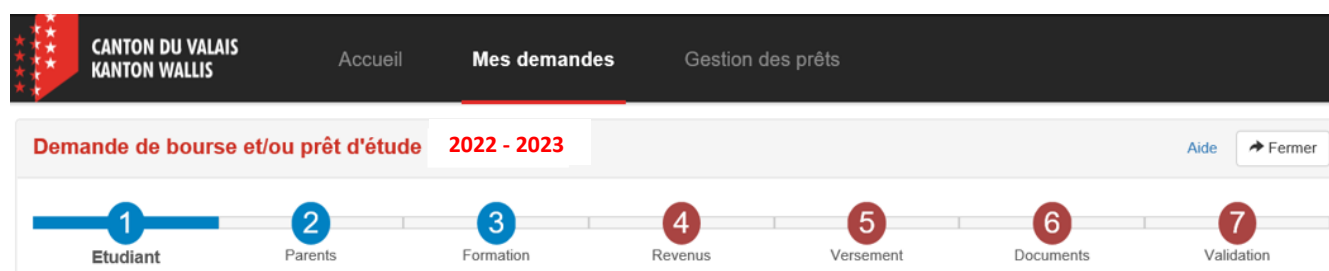 CANTON DU VALAIS
KANTON WALLIS
Accueil Mes demandes Gestion des prêts
Demande de bourse et/ou prêt d'étude 2022 - 2023 Aide Fermer
1 2 3 4 5 6 7
Etudiant Parents Formation Revenus Versement Documents Validation